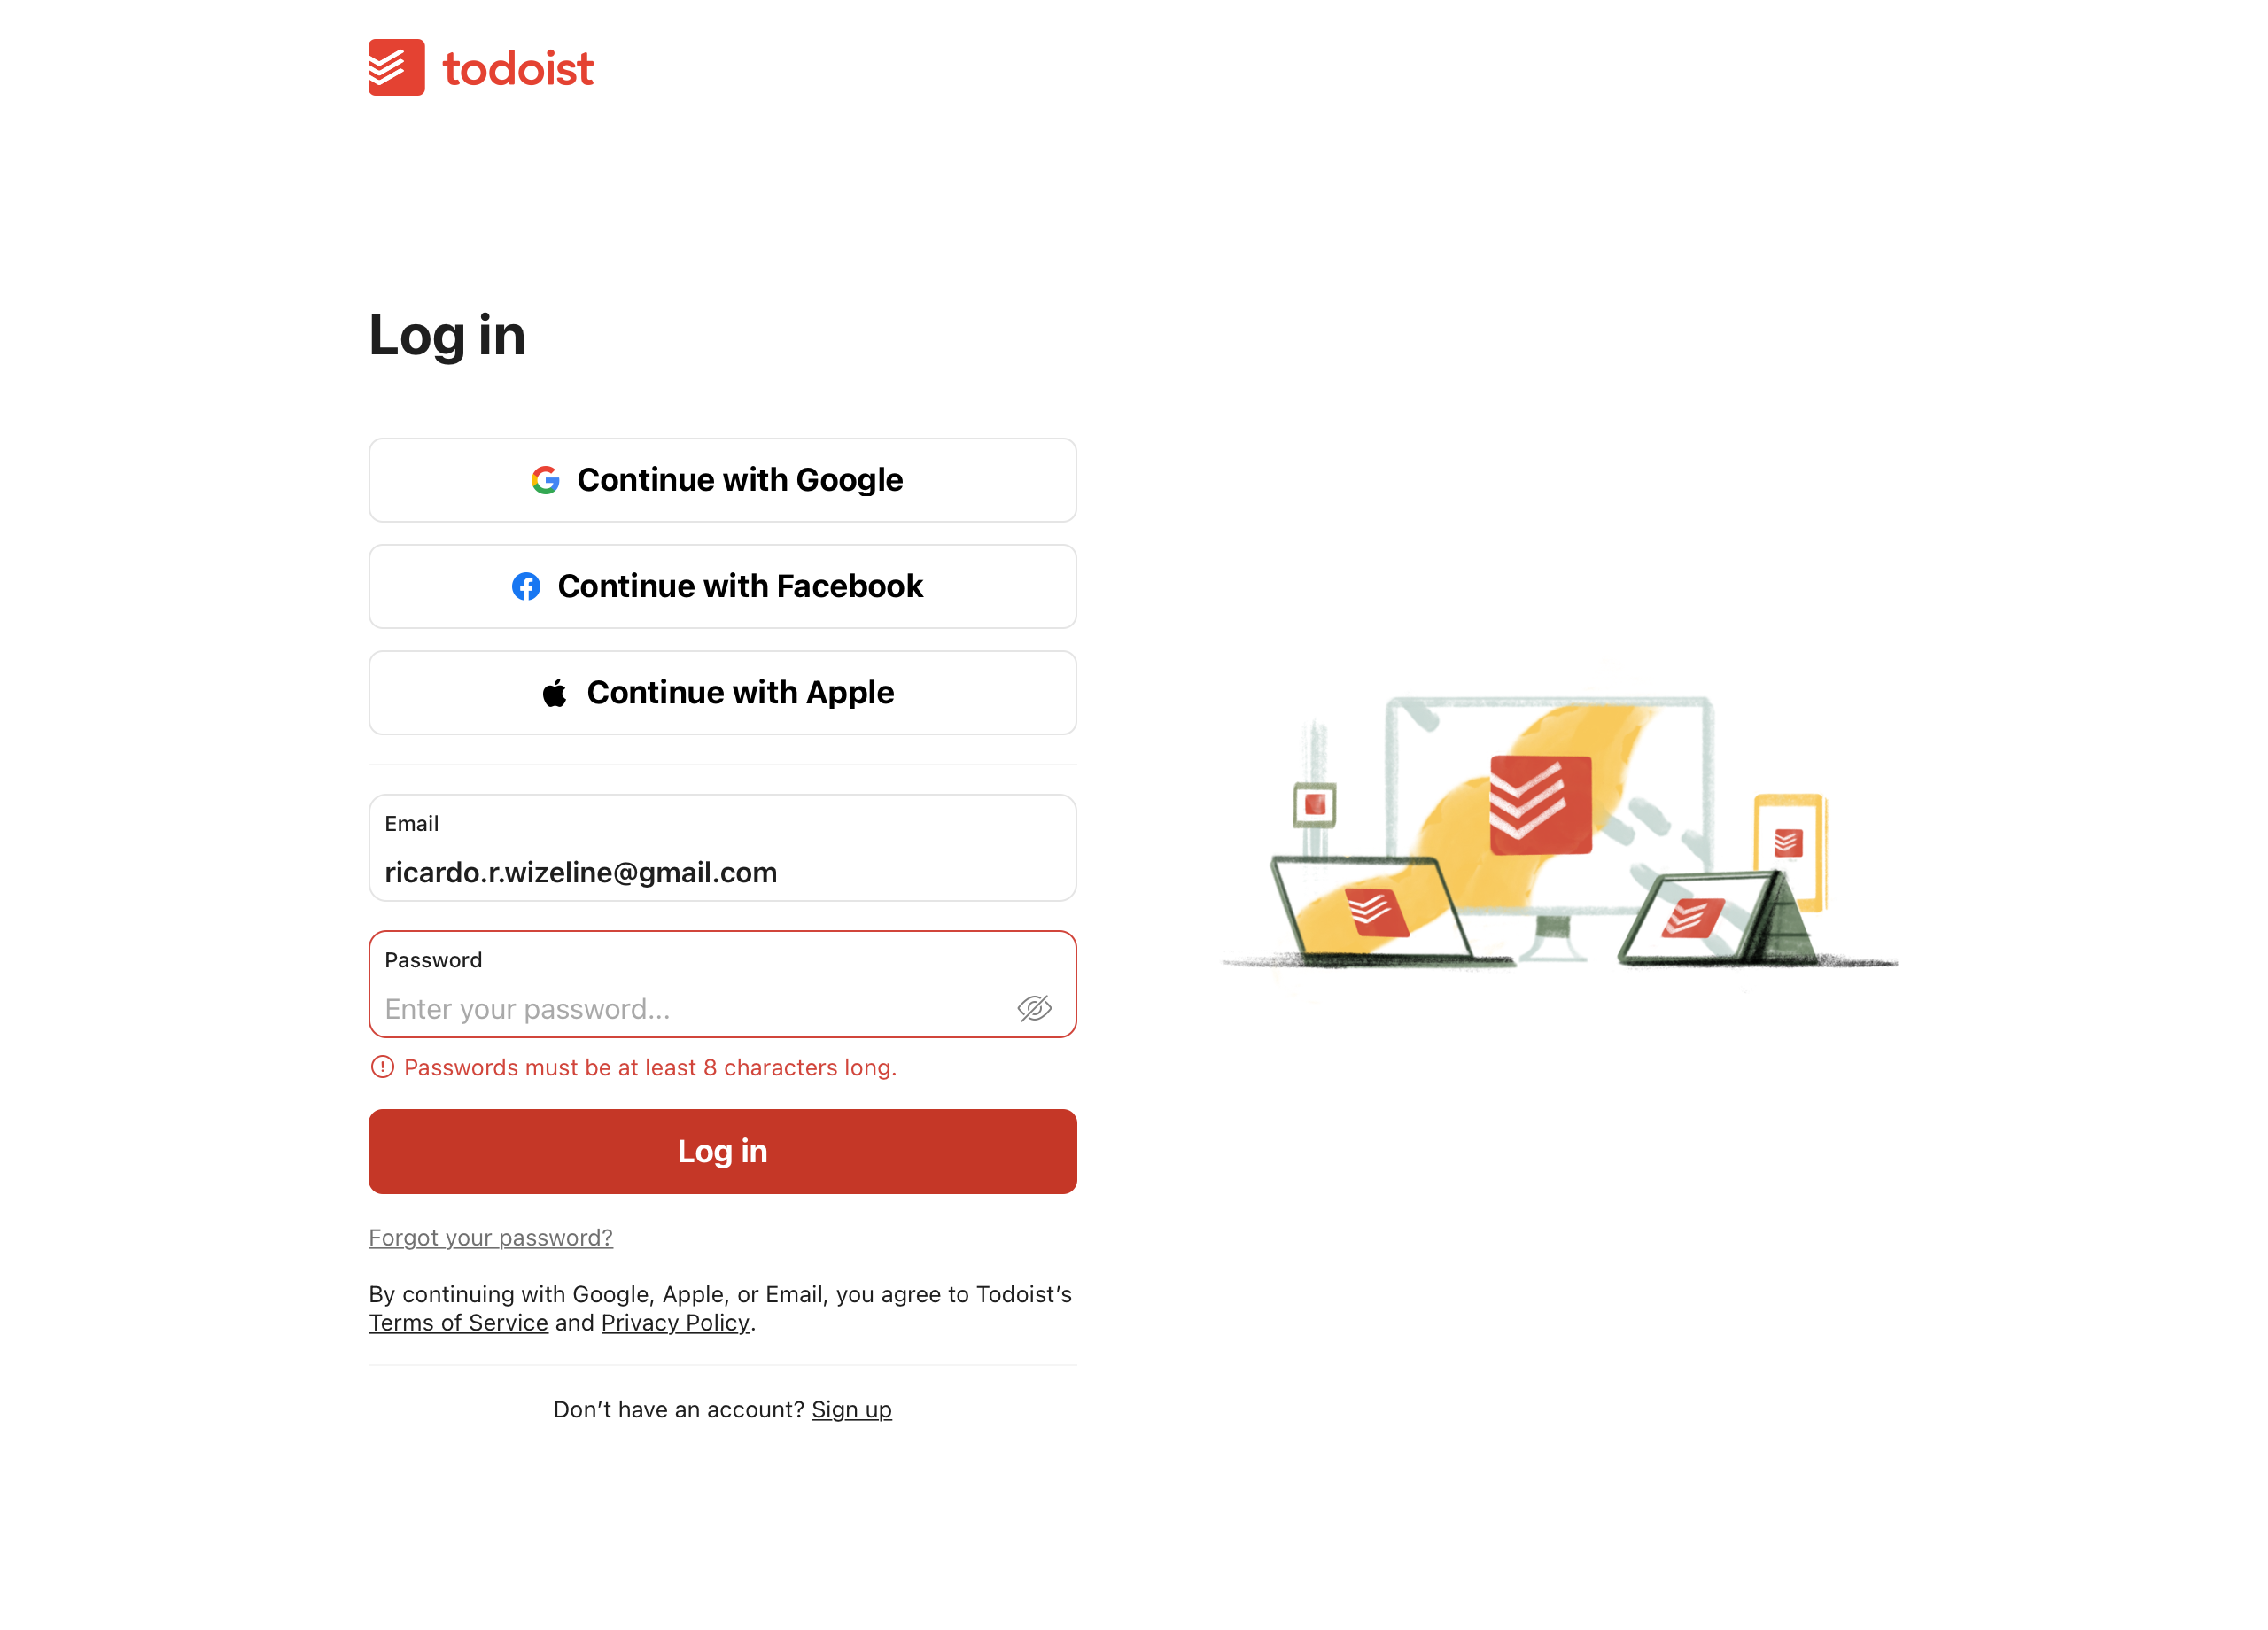 todoist
Log in
Continue with Google
Continue with Facebook
Continue with Apple
Email
ricardo.r.wizeline@gmail.com
Password
Enter your password...
Passwords must be at least 8 characters long.
Log in
Forgot your password?
By continuing with Google, Apple, or Email, you agree to Todoist’s
Terms of Service and Privacy Policy.
Don’t have an account? Sign up